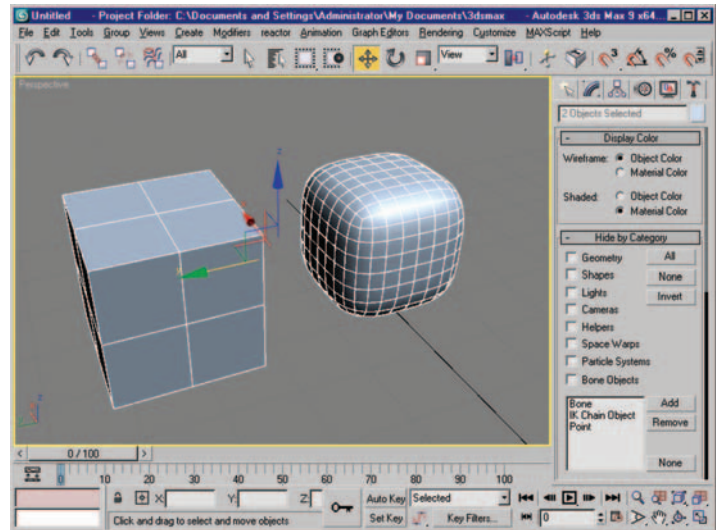 Untitled - Project Folder: C:\Documents and Settings\Administrator\My Documents\3dsmax - Autodesk 3ds Max 9 x64...
File Edit Tools Group Views Create Modifiers reactor Animation Graph Editors Rendering Customize MAXScript Help
All View
Perspective
z
2 Objects Selected
- Display Color
Wireframe: Object Color
Material Color
Shaded: Object Color
Material Color
- Hide by Category
Geometry All
Shapes None
Lights Invert
Cameras
Helpers
Space Warps
Particle Systems
Bone Objects
Bone Add
IK Chain Object Remove
Point
None
< 0 / 100 >
0 10 20 30 40 50 60 70 80 90 100
X: Y: Z: Auto Key Selected
Click and drag to select and move objects Set Key Key Filters... 0